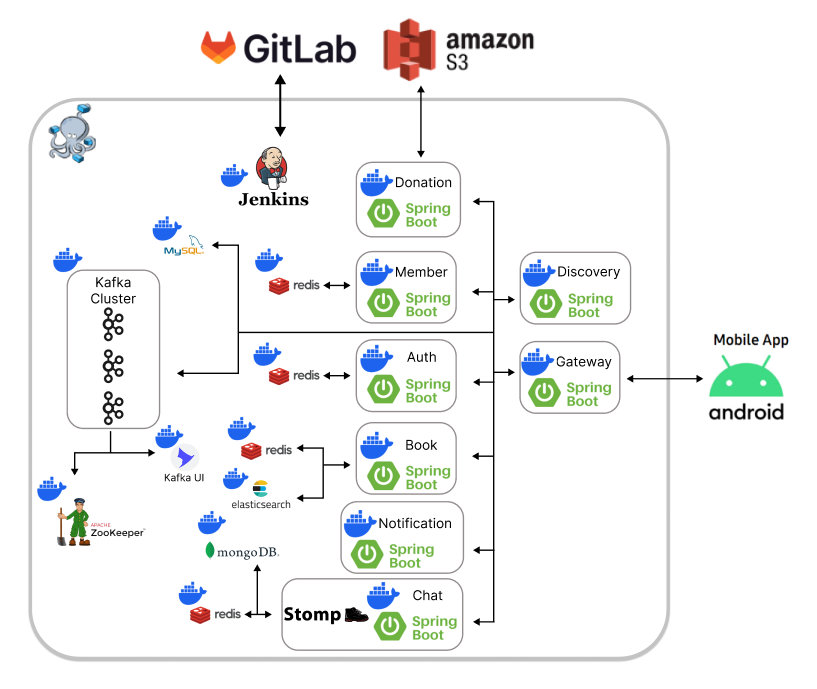 GitLab
amazon
S3
Jenkins
Donation
Spring
Boot
MySQL
redis
Member
Spring
Boot
Discovery
Spring
Boot
Kafka
Cluster
redis
Auth
Spring
Boot
Gateway
Spring
Boot
Mobile App
android
redis
elasticsearch
Book
Spring
Boot
Kafka UI
APACHE
ZooKeeper™
mongoDB.
Notification
Spring
Boot
redis
Stomp
Chat
Spring
Boot